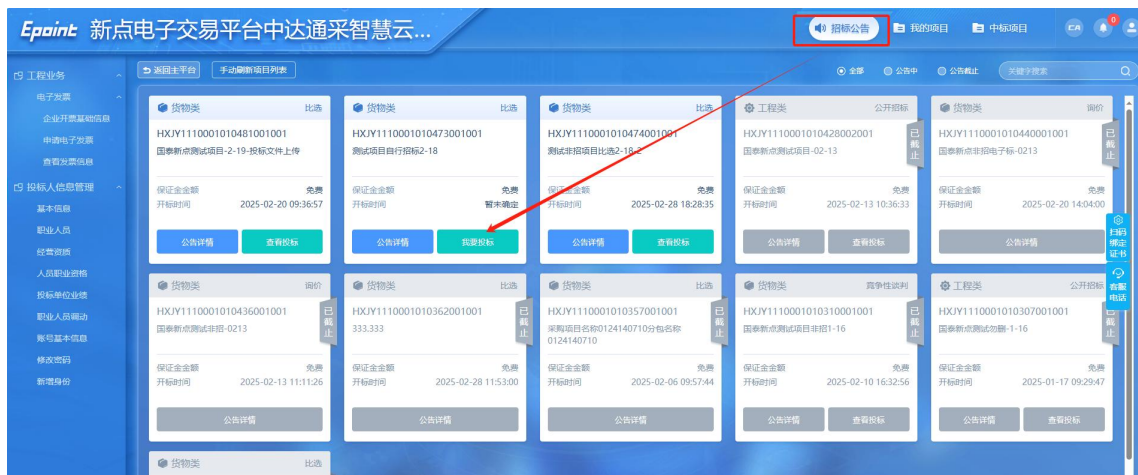 Epoint 新点电子交易平台中达通采智慧云...
招标公告 我的项目 中标项目 CA 0
返回主平台 手动刷新项目列表 全部 公告中 公告截止 关键字搜索
工程业务
电子发票
企业开票基础信息
申请电子发票
查看发票信息
投标人信息管理
基本信息
职业人员
经营资质
人员职业资格
投标单位业绩
职业人员调动
账号基本信息
修改密码
新增身份
货物类 比选
HXJY1110001010481001001
国泰新点测试项目-2-19-投标文件上传
保证金金额 免费
开标时间 2025-02-20 09:36:57
公告详情 查看投标
货物类 比选
HXJY1110001010473001001
测试项目自行招标2-18
保证金金额 免费
开标时间 暂未确定
公告详情 我要投标
货物类 比选
HXJY1110001010474001001
测试非招项目比选2-18-2
保证金金额 免费
开标时间 2025-02-28 18:28:35
公告详情 查看投标
工程类 公开招标
HXJY1110001010428002001
国泰新点测试项目-02-13
已截止
保证金金额 免费
开标时间 2025-02-13 10:36:33
公告详情 查看投标
货物类 询价
HXJY1110001010440001001
国泰新点非招电子标-0213
已截止
保证金金额 免费
开标时间 2025-02-20 14:04:00
公告详情
货物类 询价
HXJY1110001010436001001
国泰新点测试非招-0213
已截止
保证金金额 免费
开标时间 2025-02-13 11:11:26
公告详情
货物类 比选
HXJY1110001010362001001
333.333
已截止
保证金金额 免费
开标时间 2025-02-28 11:53:00
公告详情
货物类 比选
HXJY1110001010357001001
采购项目名称0124140710分包名称
0124140710
已截止
保证金金额 免费
开标时间 2025-02-06 09:57:44
公告详情
货物类 竞争性谈判
HXJY1110001010310001001
国泰新点测试项目非招1-16
已截止
保证金金额 免费
开标时间 2025-02-10 16:32:56
公告详情 查看投标
工程类 公开招标
HXJY1110001010307001001
国泰新点测试勿删-1-16
已截止
保证金金额 免费
开标时间 2025-01-17 09:29:47
公告详情 查看投标
货物类 比选
扫码
绑定
证书
客服
电话